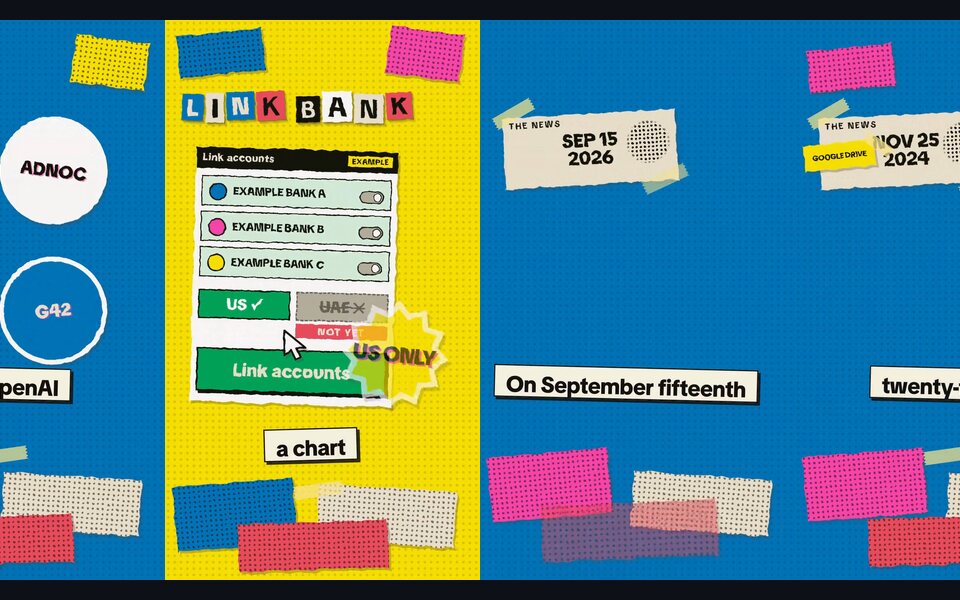 ADNOC
G42
penAI
LINK BANK
Link accounts
EXAMPLE
EXAMPLE BANK A
EXAMPLE BANK B
EXAMPLE BANK C
US ✓
UAE ✕
NOT YET
US ONLY
Link accounts
a chart
THE NEWS
SEP 15
2026
On September fifteenth
THE NEWS
NOV 25
2024
GOOGLE DRIVE
twenty-